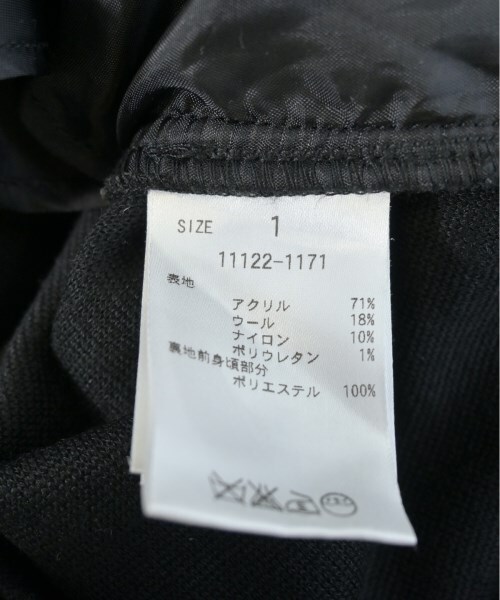 SIZE 1
11122-1171
表地
アクリル 71%
ウール 18%
ナイロン 10%
ポリウレタン 1%
裏地前身頃部分
ポリエステル 100%